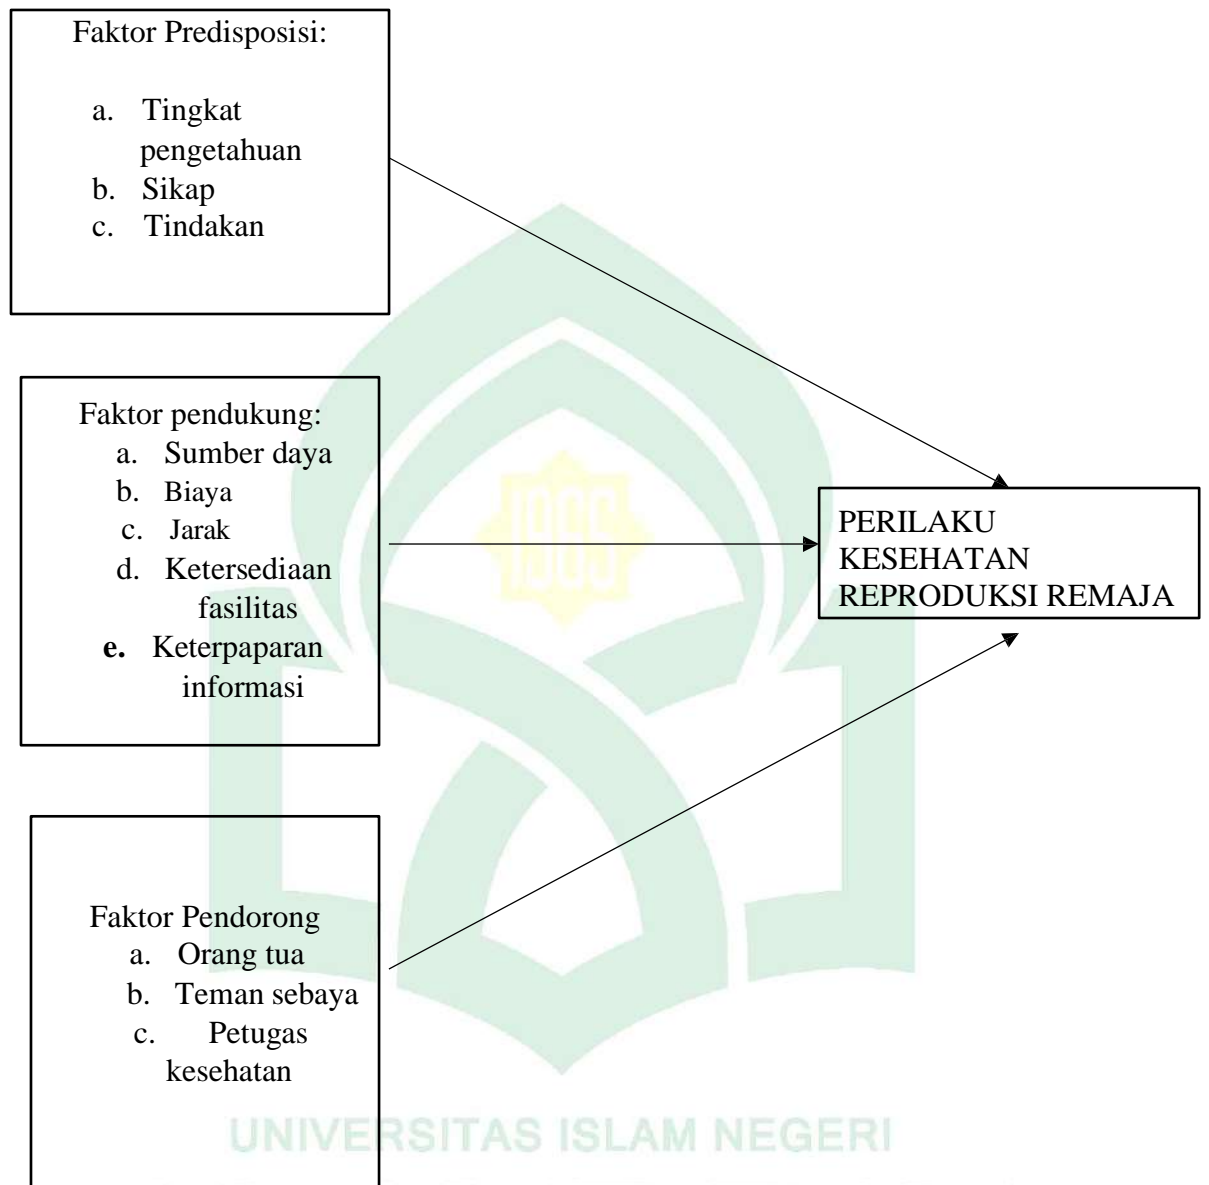 Faktor Predisposisi:
a. Tingkat
pengetahuan
b. Sikap
c. Tindakan
Faktor pendukung:
a. Sumber daya
b. Biaya
c. Jarak
d. Ketersediaan
fasilitas
e. Keterpaparan
informasi
Faktor Pendorong
a. Orang tua
b. Teman sebaya
c. Petugas
kesehatan
PERILAKU
KESEHATAN
REPRODUKSI REMAJA
UNIVERSITAS ISLAM NEGERI